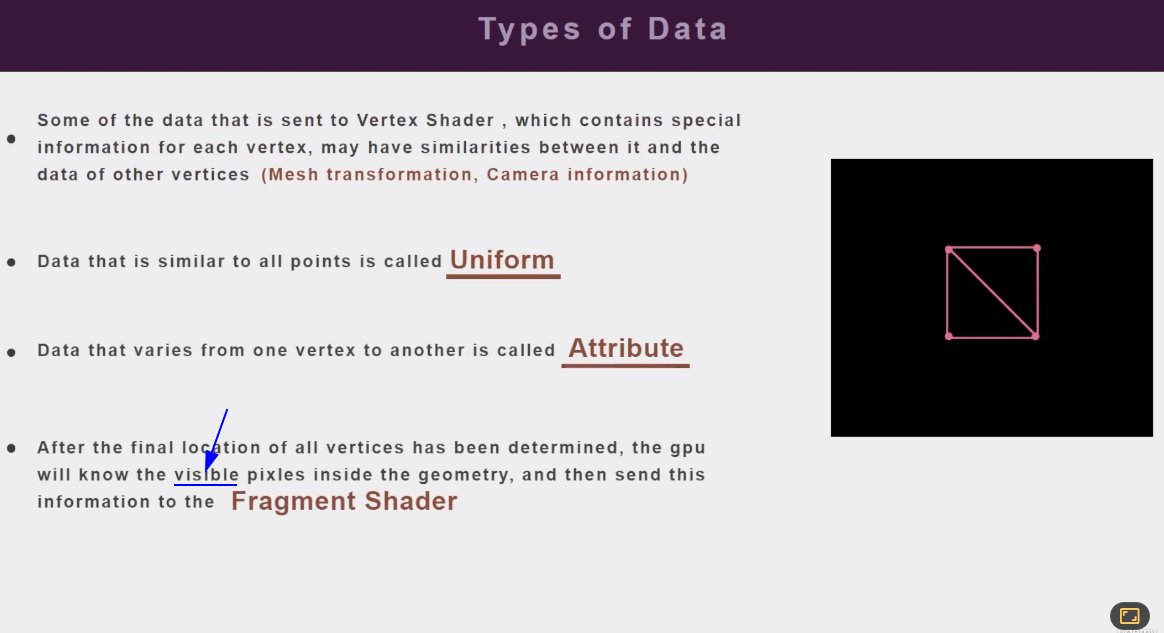 Types of Data
Some of the data that is sent to Vertex Shader , which contains special
information for each vertex, may have similarities between it and the
data of other vertices (Mesh transformation, Camera information)
Data that is similar to all points is called Uniform
Data that varies from one vertex to another is called Attribute
After the final location of all vertices has been determined, the gpu
will know the visible pixles inside the geometry, and then send this
information to the Fragment Shader